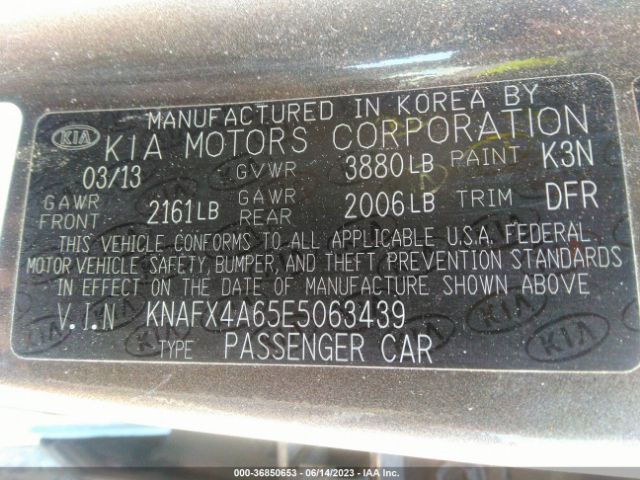 MANUFACTURED IN KOREA BY
KIA KIA MOTORS CORPORATION
03/13 GVWR 3880LB PAINT K3N
GAWR FRONT 2161LB GAWR REAR 2006LB TRIM DFR
THIS VEHICLE CONFORMS TO ALL APPLICABLE U.S.A. FEDERAL
MOTOR VEHICLE SAFETY, BUMPER, AND THEFT PREVENTION STANDARDS
IN EFFECT ON THE DATE OF MANUFACTURE SHOWN ABOVE
V.I.N KNAFX4A65E5063439
TYPE PASSENGER CAR
000-36850653 - 06/14/2023 - IAA Inc.